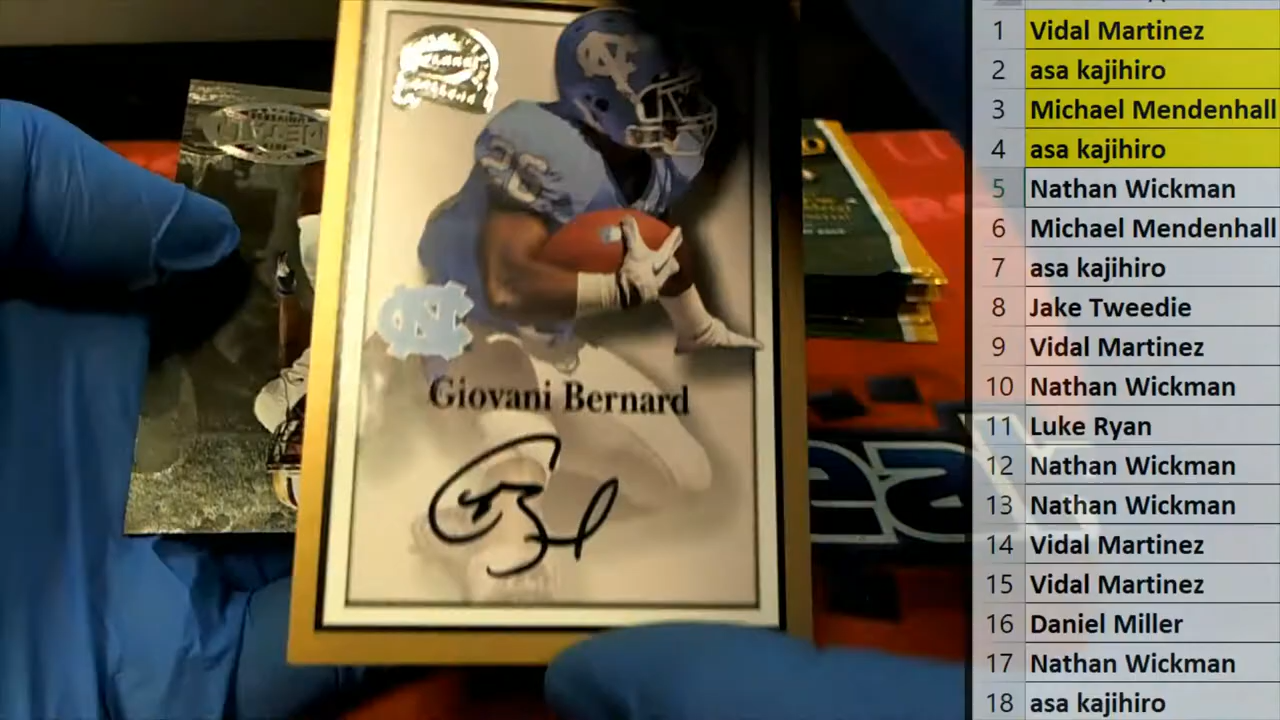 Giovani Bernard
26
1 Vidal Martinez
2 asa kajihiro
3 Michael Mendenhall
4 asa kajihiro
5 Nathan Wickman
6 Michael Mendenhall
7 asa kajihiro
8 Jake Tweedie
9 Vidal Martinez
10 Nathan Wickman
11 Luke Ryan
12 Nathan Wickman
13 Nathan Wickman
14 Vidal Martinez
15 Vidal Martinez
16 Daniel Miller
17 Nathan Wickman
18 asa kajihiro